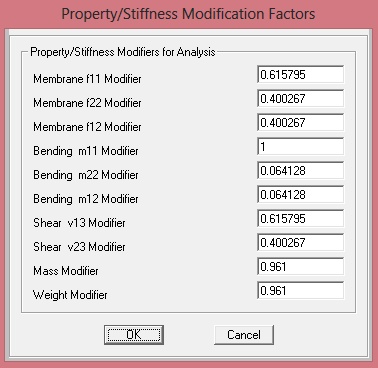 Property/Stiffness Modification Factors
Property/Stiffness Modifiers for Analysis
Membrane f11 Modifier 0.615795
Membrane f22 Modifier 0.400267
Membrane f12 Modifier 0.400267
Bending m11 Modifier 1
Bending m22 Modifier 0.064128
Bending m12 Modifier 0.064128
Shear v13 Modifier 0.615795
Shear v23 Modifier 0.400267
Mass Modifier 0.961
Weight Modifier 0.961
OK Cancel